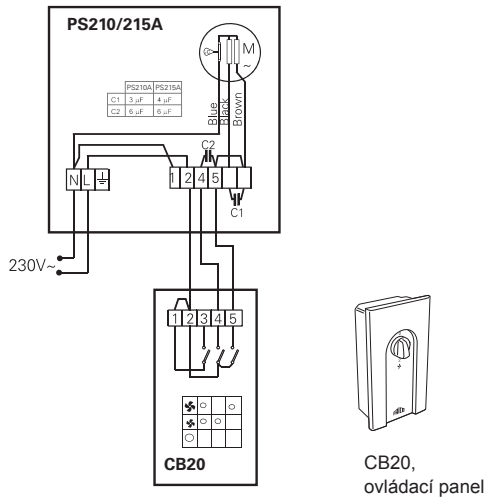 PS210/215A
M
~
PS210A PS215A
C1 3 µF 4 µF
C2 6 µF 6 µF
Blue
Black
Brown
C2
N L
1 2 4 5
C1
230V~
1 2 3 4 5
CB20
CB20,
ovládací panel